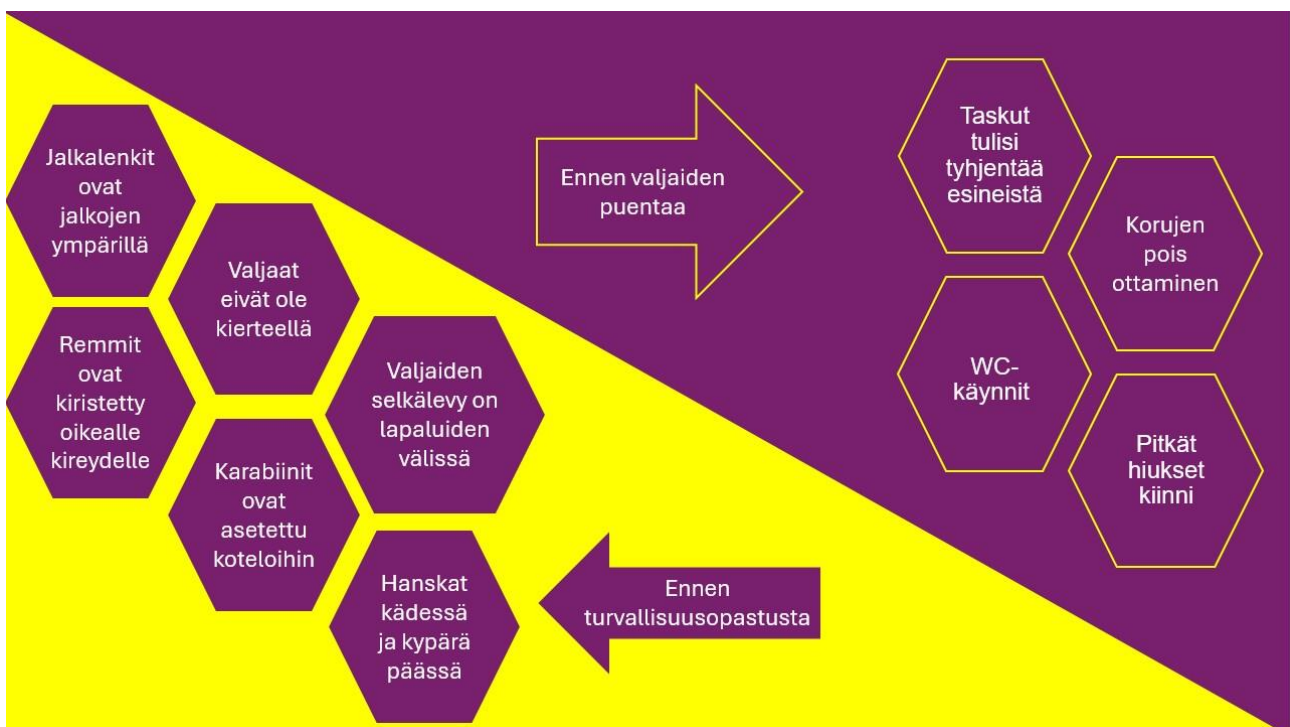 Ennen valjaiden
puentaa
Taskut
tulisi
tyhjentää
esineistä
Korujen
pois
ottaminen
WC-
käynnit
Pitkät
hiukset
kiinni
Jalkalenkit
ovat
jalkojen
ympärillä
Valjaat
eivät ole
kierteellä
Remmit
ovat
kiristetty
oikealle
kireydelle
Valjaiden
selkälevy on
lapaluiden
välissä
Karabiinit
ovat
asetettu
koteloihin
Hanskat
kädessä
ja kypärä
päässä
Ennen
turvallisuusopastusta